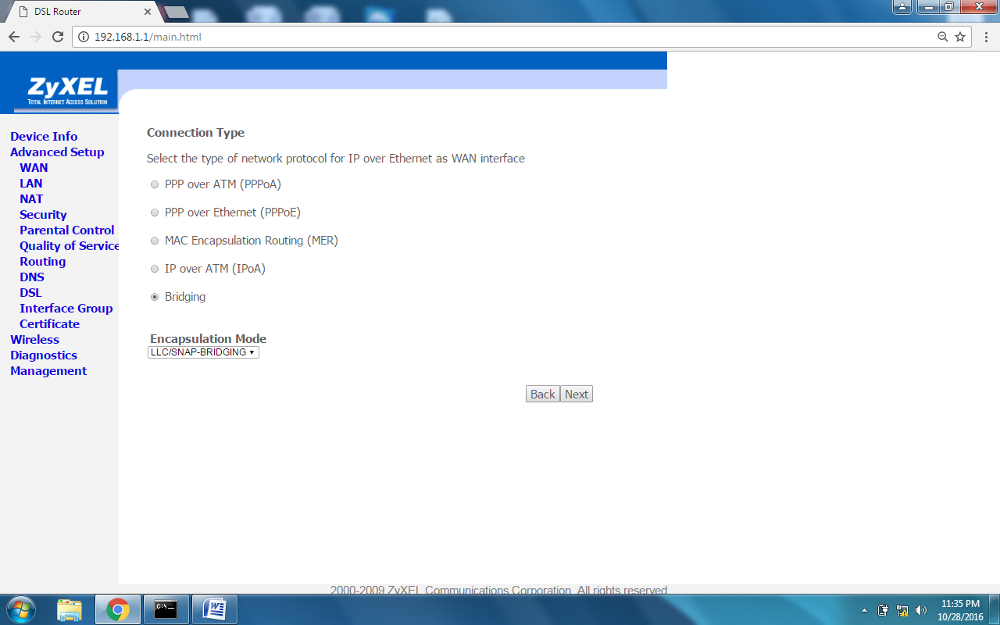 DSL Router
192.168.1.1/main.html
ZyXEL
TOTAL INTERNET ACCESS SOLUTION
Device Info
Advanced Setup
WAN
LAN
NAT
Security
Parental Control
Quality of Service
Routing
DNS
DSL
Interface Group
Certificate
Wireless
Diagnostics
Management
Connection Type
Select the type of network protocol for IP over Ethernet as WAN interface
PPP over ATM (PPPoA)
PPP over Ethernet (PPPoE)
MAC Encapsulation Routing (MER)
IP over ATM (IPoA)
Bridging
Encapsulation Mode
LLC/SNAP-BRIDGING
Back Next
2000-2009 ZyXEL Communications Corporation. All rights reserved
C:\_
W
11:35 PM
10/28/2016